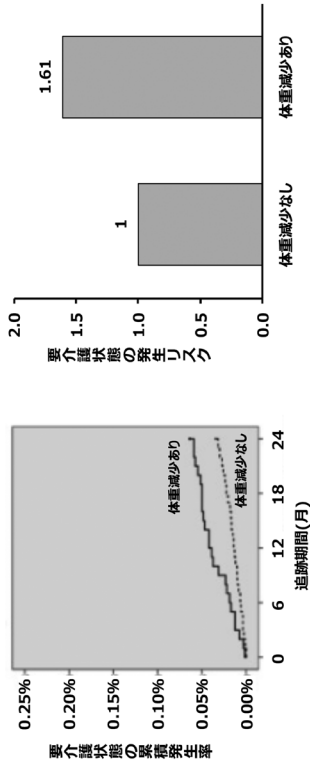 要介護状態の累積発生率
0.25%
0.20%
0.15%
0.10%
0.05%
0.00%
体重減少あり
体重減少なし
0 6 12 18 24
追跡期間(月)
要介護状態の発生リスク
2.0
1.5
1.0
0.5
0.0
1
1.61
体重減少なし 体重減少あり